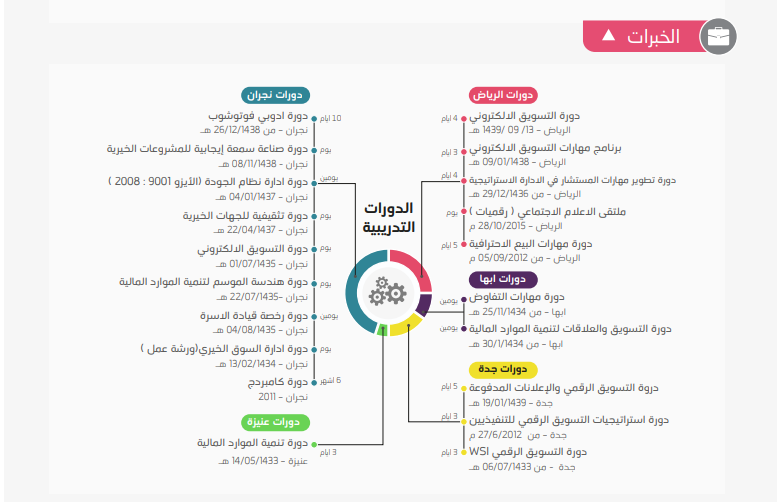 الخبرات
دورات الرياض
دورة التسويق الالكتروني
4 ايام
الرياض - 13/ 09 /1439 هـ
برنامج مهارات التسويق الالكتروني
3 ايام
الرياض - 09/01/1438 هـ
دورة تطوير مهارات المستشار في الادارة الاستراتيجية
4 ايام
الرياض - من 29/12/1436 هـ
ملتقى الاعلام الاجتماعي ( رقميات )
يوم
الرياض - 28/10/2015 م
دورة مهارات البيع الاحترافية
5 ايام
الرياض - من 05/09/2012 م
دورات ابها
دورة مهارات التفاوض
يومين
ابها - من 25/11/1434 هـ
دورة التسويق والعلاقات لتنمية الموارد المالية
يومين
ابها - من 30/1/1434 هـ
دورات جدة
دروة التسويق الرقمي والإعلانات المدفوعة
5 ايام
جدة - 19/01/1439 هـ
دورة استراتيجيات التسويق الرقمي للتنفيذيين
3 ايام
جدة - من 27/6/2012 م
دورة التسويق الرقمي WSI
3 ايام
جدة - من 06/07/1433 هـ
الدورات
التدريبية
دورات نجران
دورة ادوبي فوتوشوب
10 ايام
نجران - من 26/12/1438 هـ
دورة صناعة سمعة إيجابية للمشروعات الخيرية
يوم
نجران - 08/11/1438 هـ
دورة ادارة نظام الجودة (الأيزو 9001 : 2008 )
يومين
نجران - 04/01/1437 هـ
دورة تثقيفية للجهات الخيرية
يوم
نجران - 22/04/1437 هـ
دورة التسويق الالكتروني
يوم
نجران - 01/07/1435 هـ
دورة هندسة الموسم لتنمية الموارد المالية
يوم
نجران -22/07/1435 هـ
دورة رخصة قيادة الاسرة
يومين
نجران - 04/08/1435 هـ
دورة ادارة السوق الخيري(ورشة عمل )
يوم
نجران - 13/02/1434 هـ
دورة كامبردج
6 اشهر
نجران - 2011
دورات عنيزة
دورة تنمية الموارد المالية
3 ايام
عنيزة - 14/05/1433 هـ